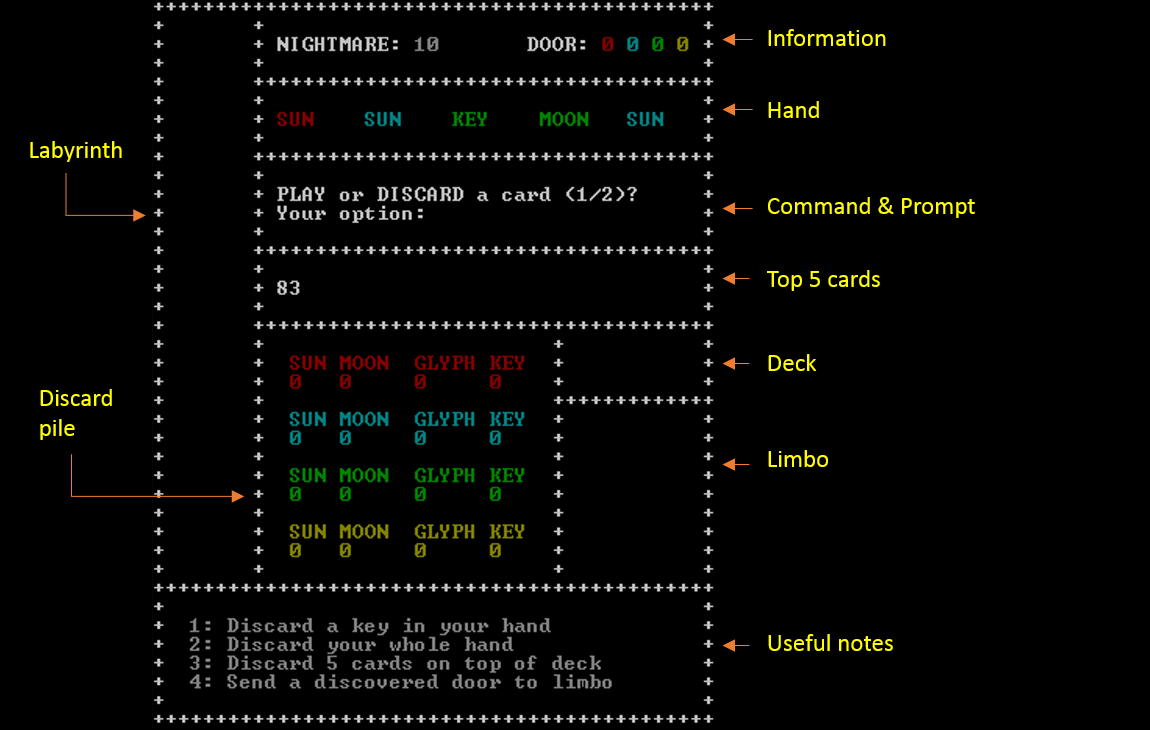 NIGHTMARE: 10 DOOR: 0 0 0 0
Information
SUN SUN KEY MOON SUN
Hand
Labyrinth
PLAY or DISCARD a card (1/2)?
Your option:
Command & Prompt
Top 5 cards
83
SUN MOON GLYPH KEY
0 0 0 0
Deck
Discard
pile
SUN MOON GLYPH KEY
0 0 0 0
Limbo
SUN MOON GLYPH KEY
0 0 0 0
SUN MOON GLYPH KEY
0 0 0 0
1: Discard a key in your hand
2: Discard your whole hand
3: Discard 5 cards on top of deck
4: Send a discovered door to limbo
Useful notes